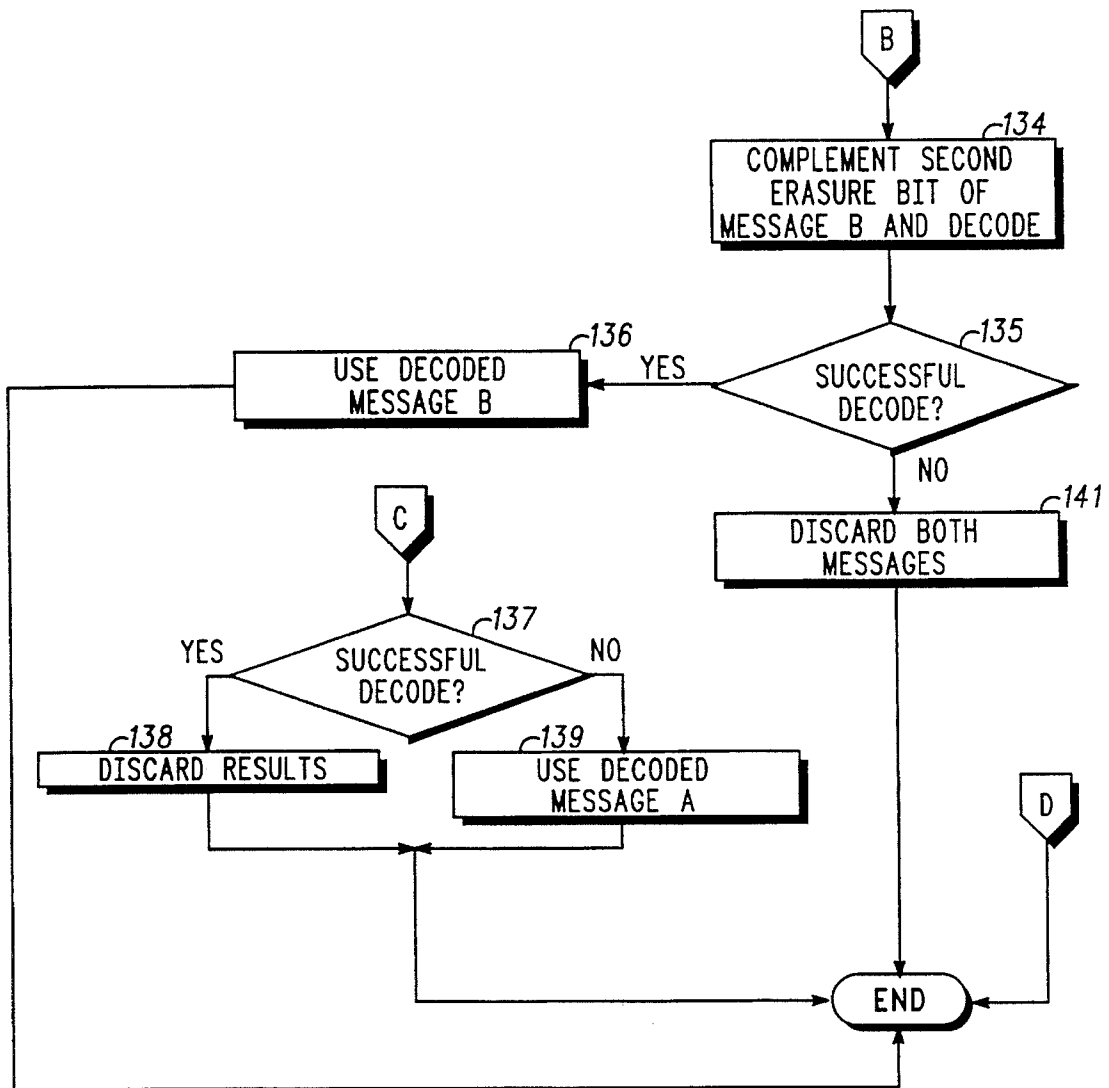 B
134
COMPLEMENT SECOND
ERASURE BIT OF
MESSAGE B AND DECODE
135
SUCCESSFUL
DECODE?
YES
136
USE DECODED
MESSAGE B
NO
141
DISCARD BOTH
MESSAGES
C
137
SUCCESSFUL
DECODE?
YES
NO
138
DISCARD RESULTS
139
USE DECODED
MESSAGE A
D
END